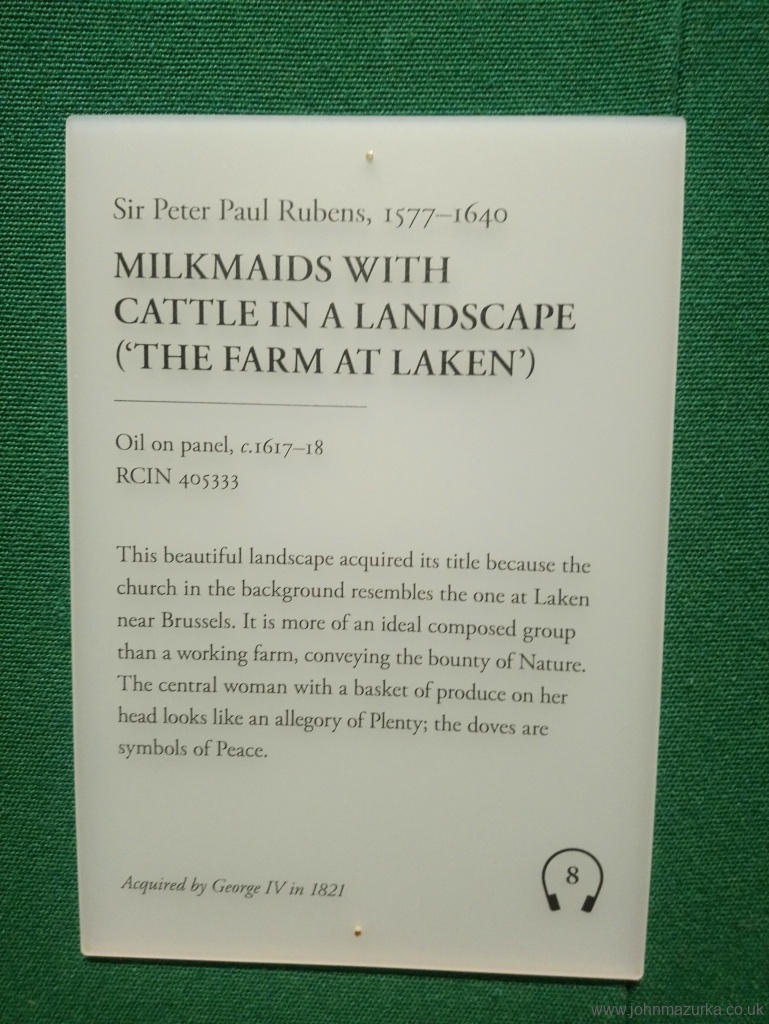 Sir Peter Paul Rubens, 1577–1640
MILKMAIDS WITH
CATTLE IN A LANDSCAPE
(‘THE FARM AT LAKEN’)
Oil on panel, c.1617–18
RCIN 405333
This beautiful landscape acquired its title because the
church in the background resembles the one at Laken
near Brussels. It is more of an ideal composed group
than a working farm, conveying the bounty of Nature.
The central woman with a basket of produce on her
head looks like an allegory of Plenty; the doves are
symbols of Peace.
Acquired by George IV in 1821
8
www.johnmazurka.co.uk